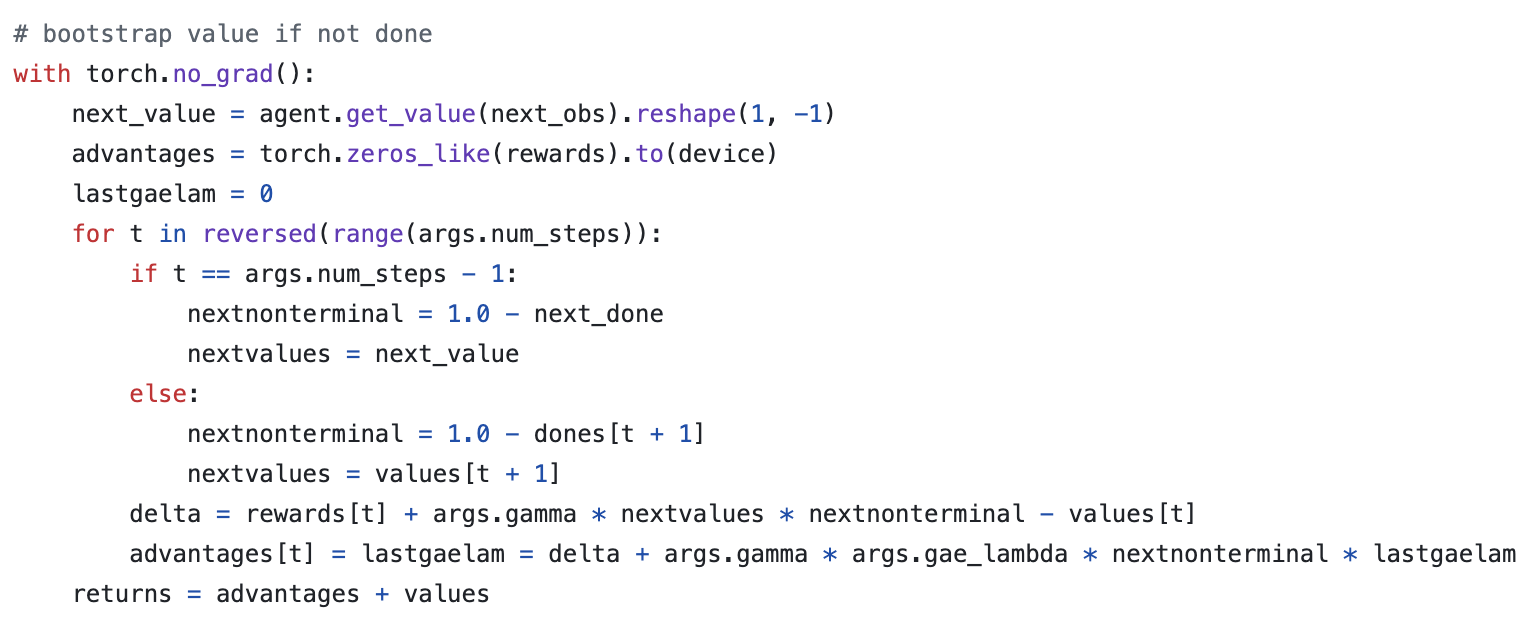 # bootstrap value if not done
with torch.no_grad():
    next_value = agent.get_value(next_obs).reshape(1, -1)
    advantages = torch.zeros_like(rewards).to(device)
    lastgaelam = 0
    for t in reversed(range(args.num_steps)):
        if t == args.num_steps - 1:
            nextnonterminal = 1.0 - next_done
            nextvalues = next_value
        else:
            nextnonterminal = 1.0 - dones[t + 1]
            nextvalues = values[t + 1]
        delta = rewards[t] + args.gamma * nextvalues * nextnonterminal - values[t]
        advantages[t] = lastgaelam = delta + args.gamma * args.gae_lambda * nextnonterminal * lastgaelam
    returns = advantages + values